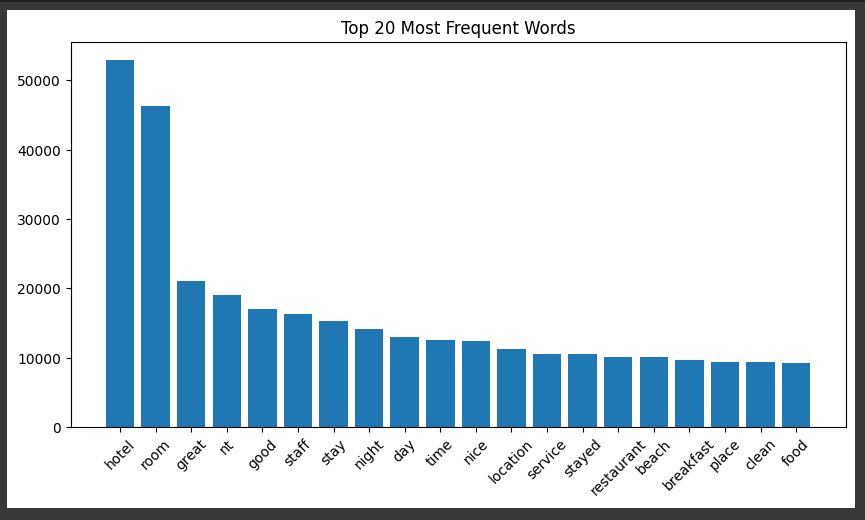 Top 20 Most Frequent Words
50000
40000
30000
20000
10000
0
hotel
room
great
nt
good
staff
stay
night
day
time
nice
location
service
stayed
restaurant
beach
breakfast
place
clean
food